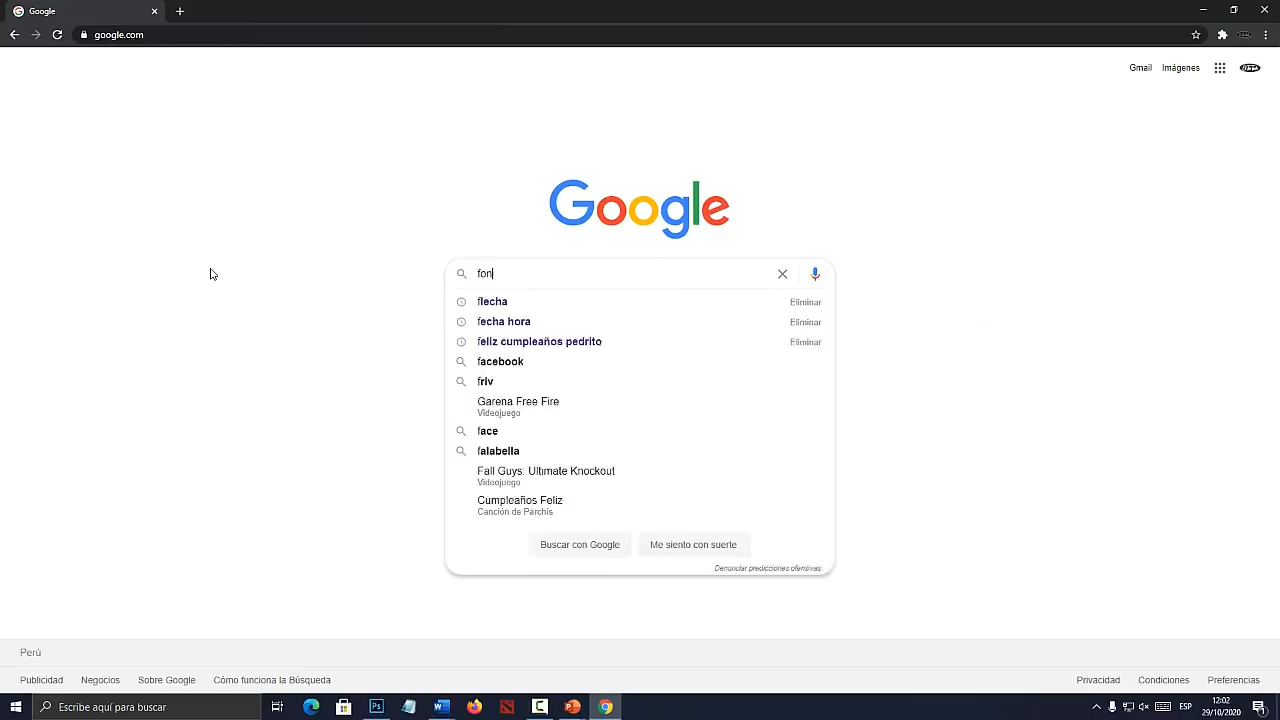 Google
google.com
Gmail Imágenes
Google
fon
flecha Eliminar
fecha hora Eliminar
feliz cumpleaños pedrito Eliminar
facebook
friv
Garena Free Fire
Videojuego
face
falabella
Fall Guys: Ultimate Knockout
Videojuego
Cumpleaños Feliz
Canción de Parchís
Buscar con Google Me siento con suerte
Denunciar predicciones ofensivas
Perú
Publicidad Negocios Sobre Google Cómo funciona la Búsqueda Privacidad Condiciones Preferencias
Escribe aquí para buscar
ESP
12:02
29/10/2020